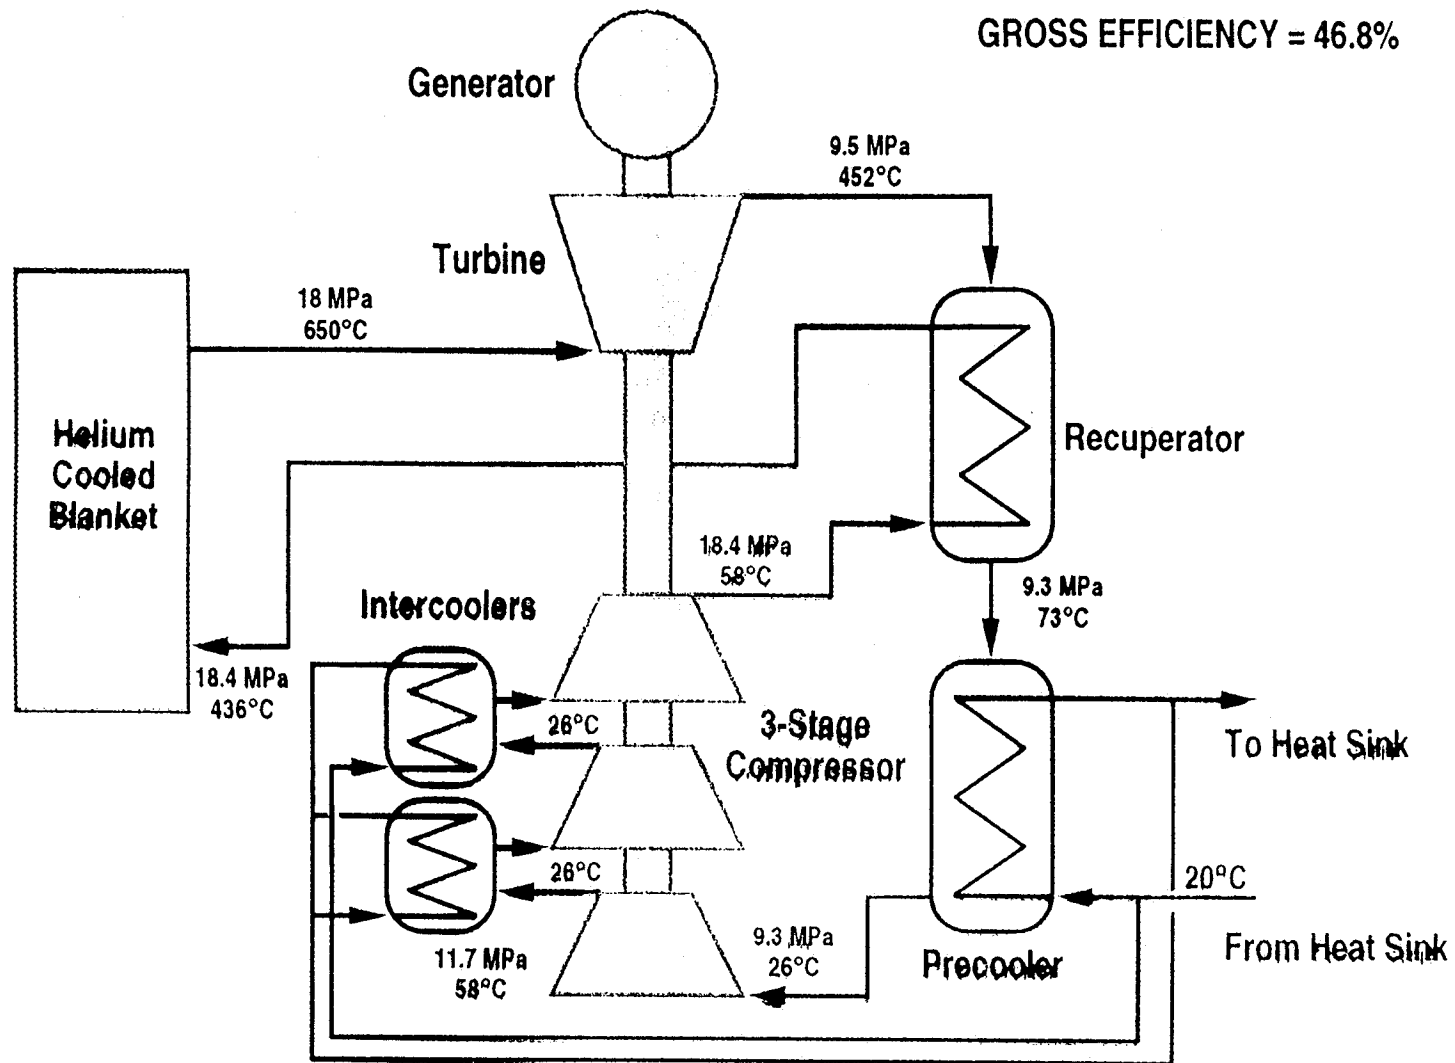 GROSS EFFICIENCY = 46.8%
Generator
9.5 MPa
452°C
Turbine
18 MPa
650°C
Helium
Cooled
Blanket
Recuperator
18.4 MPa
58°C
9.3 MPa
73°C
Intercoolers
18.4 MPa
436°C
26°C
3-Stage
Compressor
To Heat Sink
26°C
20°C
11.7 MPa
58°C
9.3 MPa
26°C
Precooler
From Heat Sink